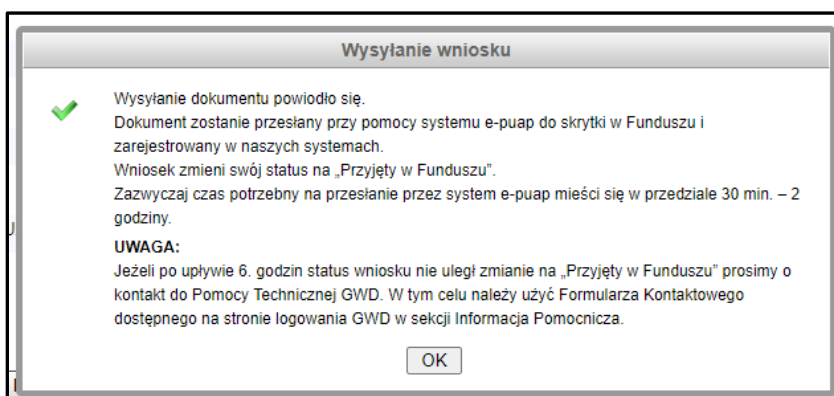 Wysyłanie wniosku
Wysyłanie dokumentu powiodło się.
Dokument zostanie przesłany przy pomocy systemu e-puap do skrytki w Funduszu i
zarejestrowany w naszych systemach.
Wniosek zmieni swój status na „Przyjęty w Funduszu”.
Zazwyczaj czas potrzebny na przesłanie przez system e-puap mieści się w przedziale 30 min. – 2
godziny.
UWAGA:
Jeżeli po upływie 6. godzin status wniosku nie uległ zmianie na „Przyjęty w Funduszu” prosimy o
kontakt do Pomocy Technicznej GWD. W tym celu należy użyć Formularza Kontaktowego
dostępnego na stronie logowania GWD w sekcji Informacja Pomocnicza.
OK